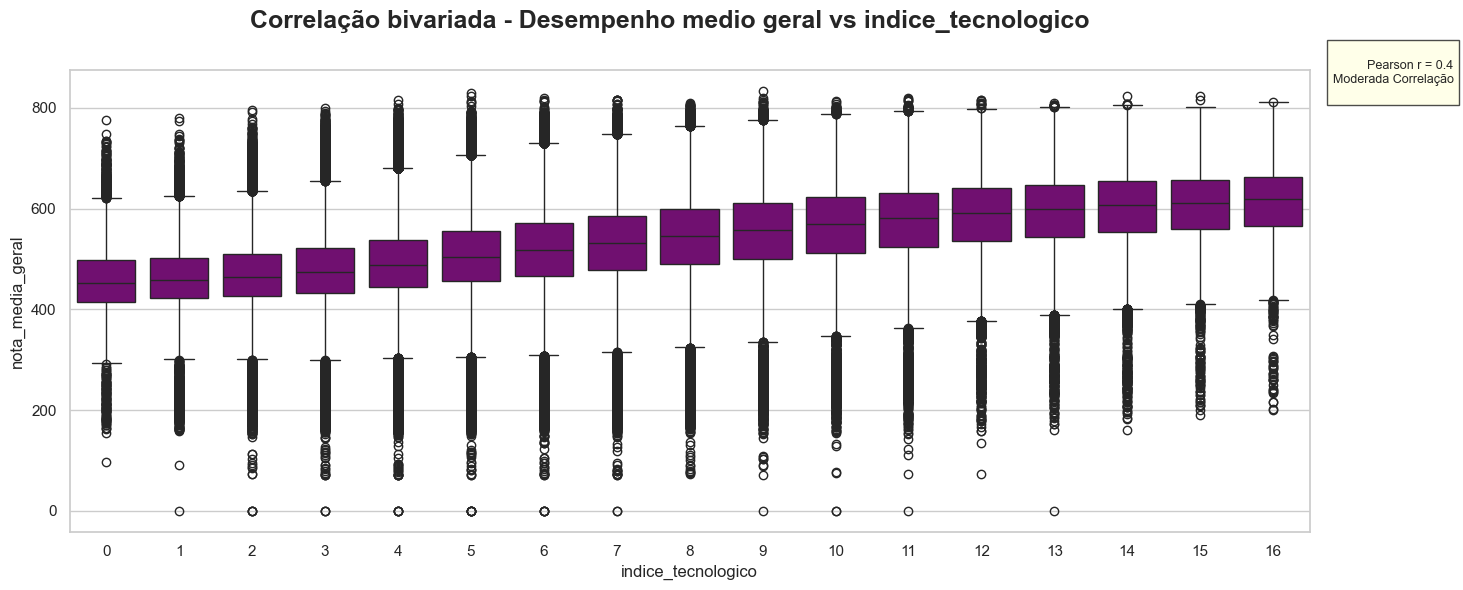 Correlação bivariada - Desempenho medio geral vs indice_tecnologico
Pearson r = 0.4
Moderada Correlação
nota_media_geral
800
600
400
200
0
0 1 2 3 4 5 6 7 8 9 10 11 12 13 14 15 16
indice_tecnologico